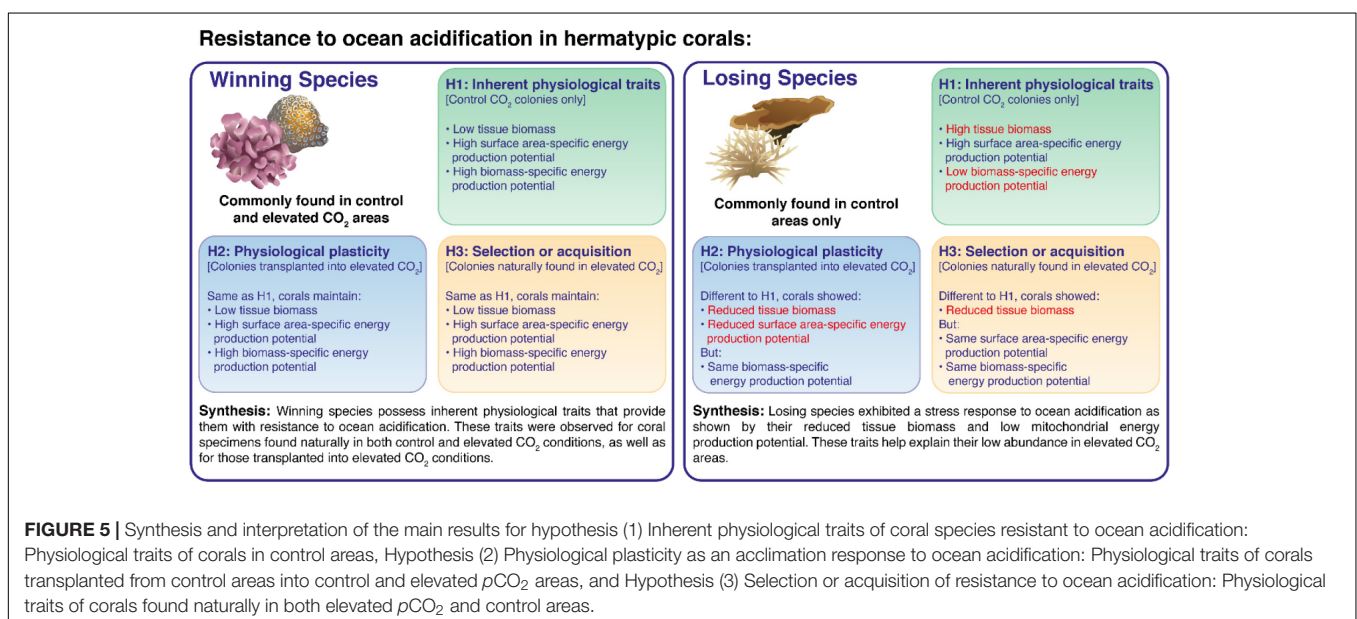 Resistance to ocean acidification in hermatypic corals:
Winning Species
Commonly found in control
and elevated CO₂ areas
H1: Inherent physiological traits
[Control CO₂ colonies only]
• Low tissue biomass
• High surface area-specific energy
production potential
• High biomass-specific energy
production potential
H2: Physiological plasticity
[Colonies transplanted into elevated CO₂]
Same as H1, corals maintain:
• Low tissue biomass
• High surface area-specific energy
production potential
• High biomass-specific energy
production potential
H3: Selection or acquisition
[Colonies naturally found in elevated CO₂]
Same as H1, corals maintain:
• Low tissue biomass
• High surface area-specific energy
production potential
• High biomass-specific energy
production potential
Synthesis: Winning species possess inherent physiological traits that provide
them with resistance to ocean acidification. These traits were observed for coral
specimens found naturally in both control and elevated CO₂ conditions, as well as
for those transplanted into elevated CO₂ conditions.
Losing Species
Commonly found in control
areas only
H1: Inherent physiological traits
[Control CO₂ colonies only]
• High tissue biomass
• High surface area-specific energy
production potential
• Low biomass-specific energy
production potential
H2: Physiological plasticity
[Colonies transplanted into elevated CO₂]
Different to H1, corals showed:
• Reduced tissue biomass
• Reduced surface area-specific energy
production potential
But:
• Same biomass-specific
energy production potential
H3: Selection or acquisition
[Colonies naturally found in elevated CO₂]
Different to H1, corals showed:
• Reduced tissue biomass
But:
• Same surface area-specific energy
production potential
• Same biomass-specific
energy production potential
Synthesis: Losing species exhibited a stress response to ocean acidification as
shown by their reduced tissue biomass and low mitochondrial energy
production potential. These traits help explain their low abundance in elevated CO₂
areas.
FIGURE 5 | Synthesis and interpretation of the main results for hypothesis (1) Inherent physiological traits of coral species resistant to ocean acidification:
Physiological traits of corals in control areas, Hypothesis (2) Physiological plasticity as an acclimation response to ocean acidification: Physiological traits of corals
transplanted from control areas into control and elevated pCO₂ areas, and Hypothesis (3) Selection or acquisition of resistance to ocean acidification: Physiological
traits of corals found naturally in both elevated pCO₂ and control areas.